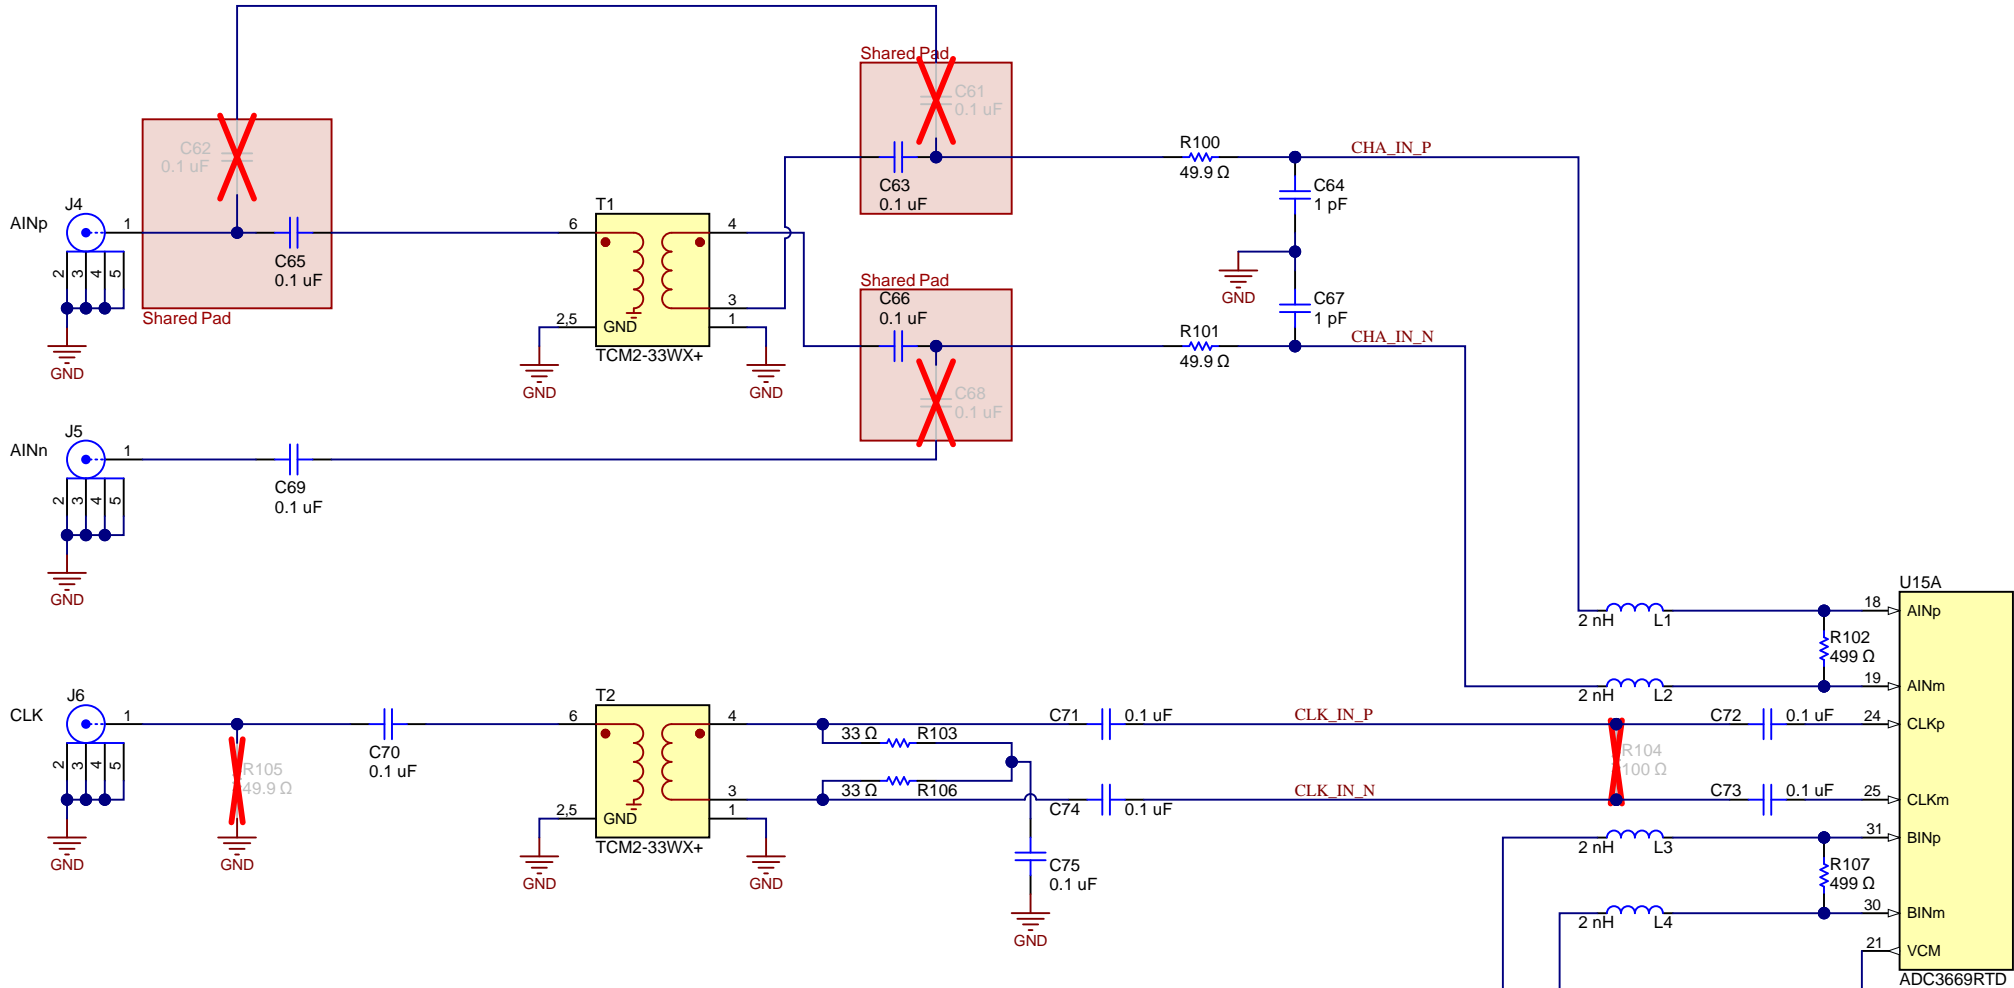 Shared Pad
C61
0.1 uF
C62
0.1 uF
C63
0.1 uF
R100
49.9 Ω
CHA_IN_P
C64
1 pF
AINp
J4
1
2
3
4
5
C65
0.1 uF
Shared Pad
GND
T1
6
4
3
2,5
GND
1
TCM2-33WX+
GND
GND
Shared Pad
C66
0.1 uF
GND
C67
1 pF
R101
49.9 Ω
CHA_IN_N
C68
0.1 uF
AINn
J5
1
2
3
4
5
C69
0.1 uF
GND
U15A
18
AINp
2 nH
L1
R102
499 Ω
19
AINm
2 nH
L2
CLK
J6
1
2
3
4
5
GND
R105
49.9 Ω
GND
C70
0.1 uF
T2
6
4
3
2,5
GND
1
TCM2-33WX+
GND
GND
33 Ω
R103
33 Ω
R106
C71
0.1 uF
CLK_IN_P
R104
100 Ω
C72
0.1 uF
24
CLKp
C74
0.1 uF
CLK_IN_N
C73
0.1 uF
25
CLKm
C75
0.1 uF
GND
31
BINp
2 nH
L3
R107
499 Ω
30
BINm
2 nH
L4
21
VCM
ADC3669RTD